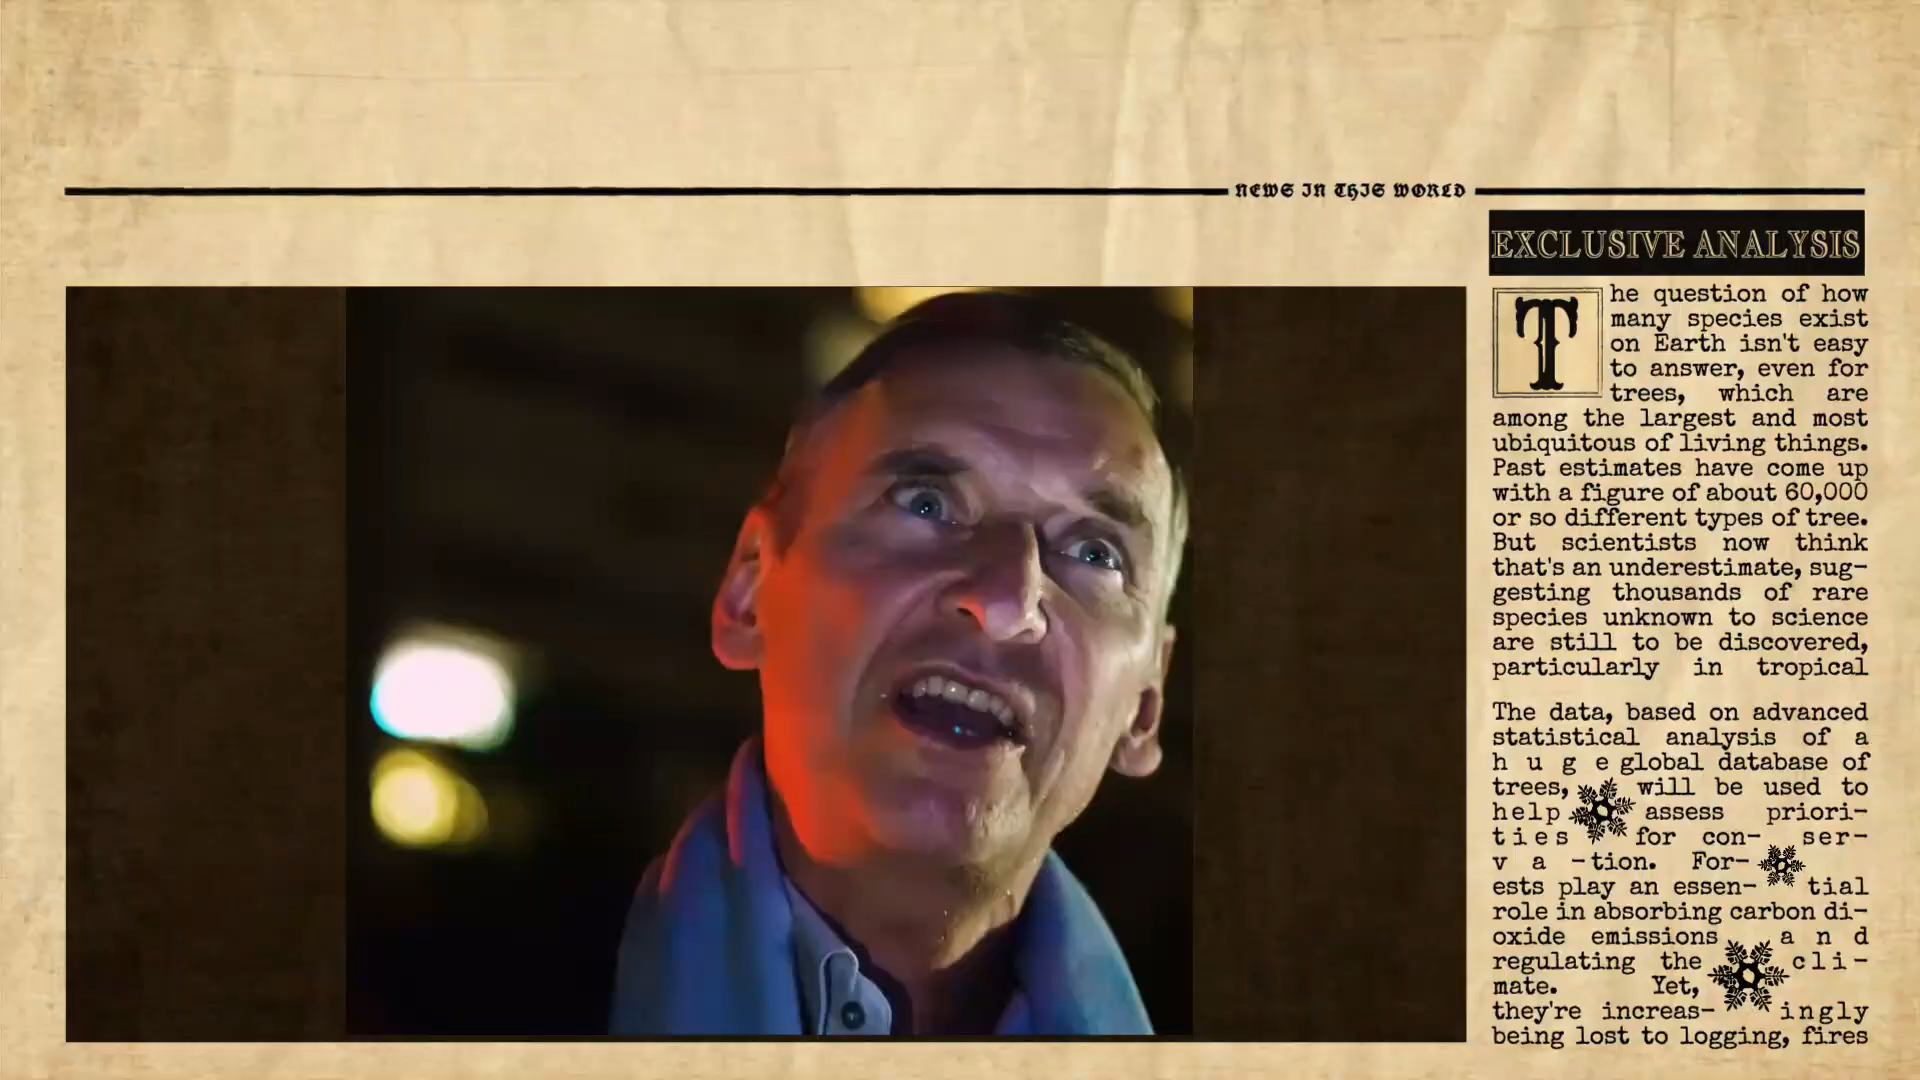 NEWS IN THIS WORLD
EXCLUSIVE ANALYSIS
The question of how
many species exist
on Earth isn't easy
to answer, even for
trees, which are
among the largest and most
ubiquitous of living things.
Past estimates have come up
with a figure of about 60,000
or so different types of tree.
But scientists now think
that's an underestimate, sug-
gesting thousands of rare
species unknown to science
are still to be discovered,
particularly in tropical
The data, based on advanced
statistical analysis of a
huge global database of
trees, will be used to
help assess priori-
ties for con- ser-
va -tion. For-
ests play an essen- tial
role in absorbing carbon di-
oxide emissions and
regulating the cli-
mate. Yet,
they're increas- ingly
being lost to logging, fires